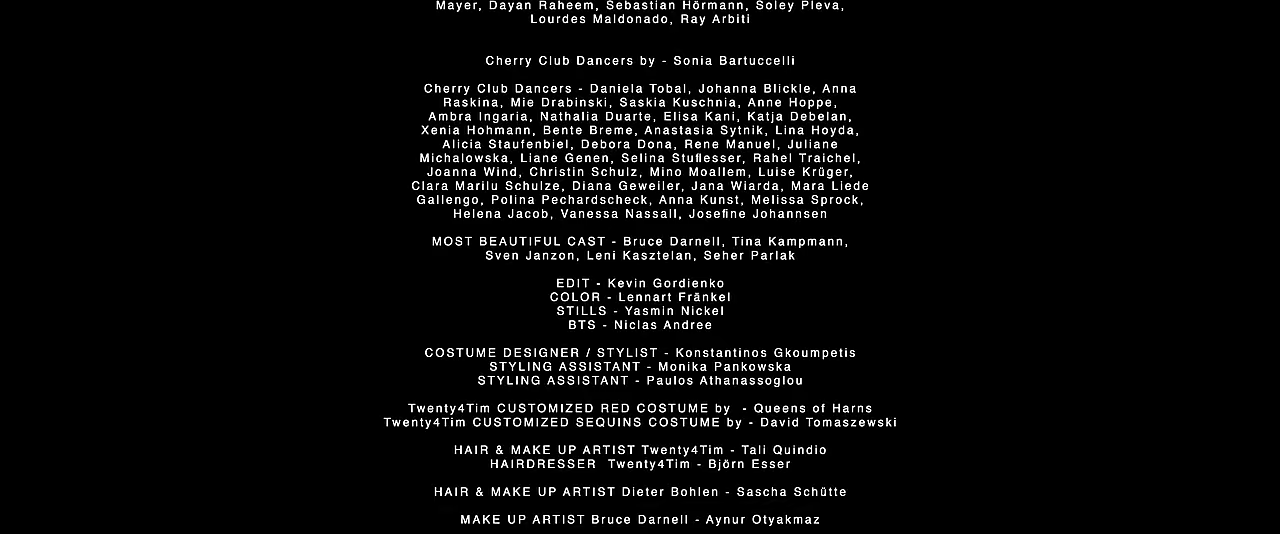 Mayer, Dayan Raheem, Sebastian Hörmann, Soley Pleva,
Lourdes Maldonado, Ray Arbiti
Cherry Club Dancers by - Sonia Bartuccelli
Cherry Club Dancers - Daniela Tobal, Johanna Blickle, Anna
Raskina, Mie Drabinski, Saskia Kuschnia, Anne Hoppe,
Ambra Ingaria, Nathalia Duarte, Elisa Kani, Katja Debelan,
Xenia Hohmann, Bente Breme, Anastasia Sytnik, Lina Hoyda,
Alicia Staufenbiel, Debora Dona, Rene Manuel, Juliane
Michalowska, Liane Genen, Selina Stuflesser, Rahel Traichel,
Joanna Wind, Christin Schulz, Mino Moallem, Luise Krüger,
Clara Marilu Schulze, Diana Geweiler, Jana Wiarda, Mara Liede
Gallengo, Polina Pechardscheck, Anna Kunst, Melissa Sprock,
Helena Jacob, Vanessa Nassall, Josefine Johannsen
MOST BEAUTIFUL CAST - Bruce Darnell, Tina Kampmann,
Sven Janzon, Leni Kasztelan, Seher Parlak
EDIT - Kevin Gordienko
COLOR - Lennart Fränkel
STILLS - Yasmin Nickel
BTS - Niclas Andree
COSTUME DESIGNER / STYLIST - Konstantinos Gkoumpetis
STYLING ASSISTANT - Monika Pankowska
STYLING ASSISTANT - Paulos Athanassoglou
Twenty4Tim CUSTOMIZED RED COSTUME by  - Queens of Harns
Twenty4Tim CUSTOMIZED SEQUINS COSTUME by - David Tomaszewski
HAIR & MAKE UP ARTIST Twenty4Tim - Tali Quindio
HAIRDRESSER  Twenty4Tim - Björn Esser
HAIR & MAKE UP ARTIST Dieter Bohlen - Sascha Schütte
MAKE UP ARTIST Bruce Darnell - Aynur Otyakmaz